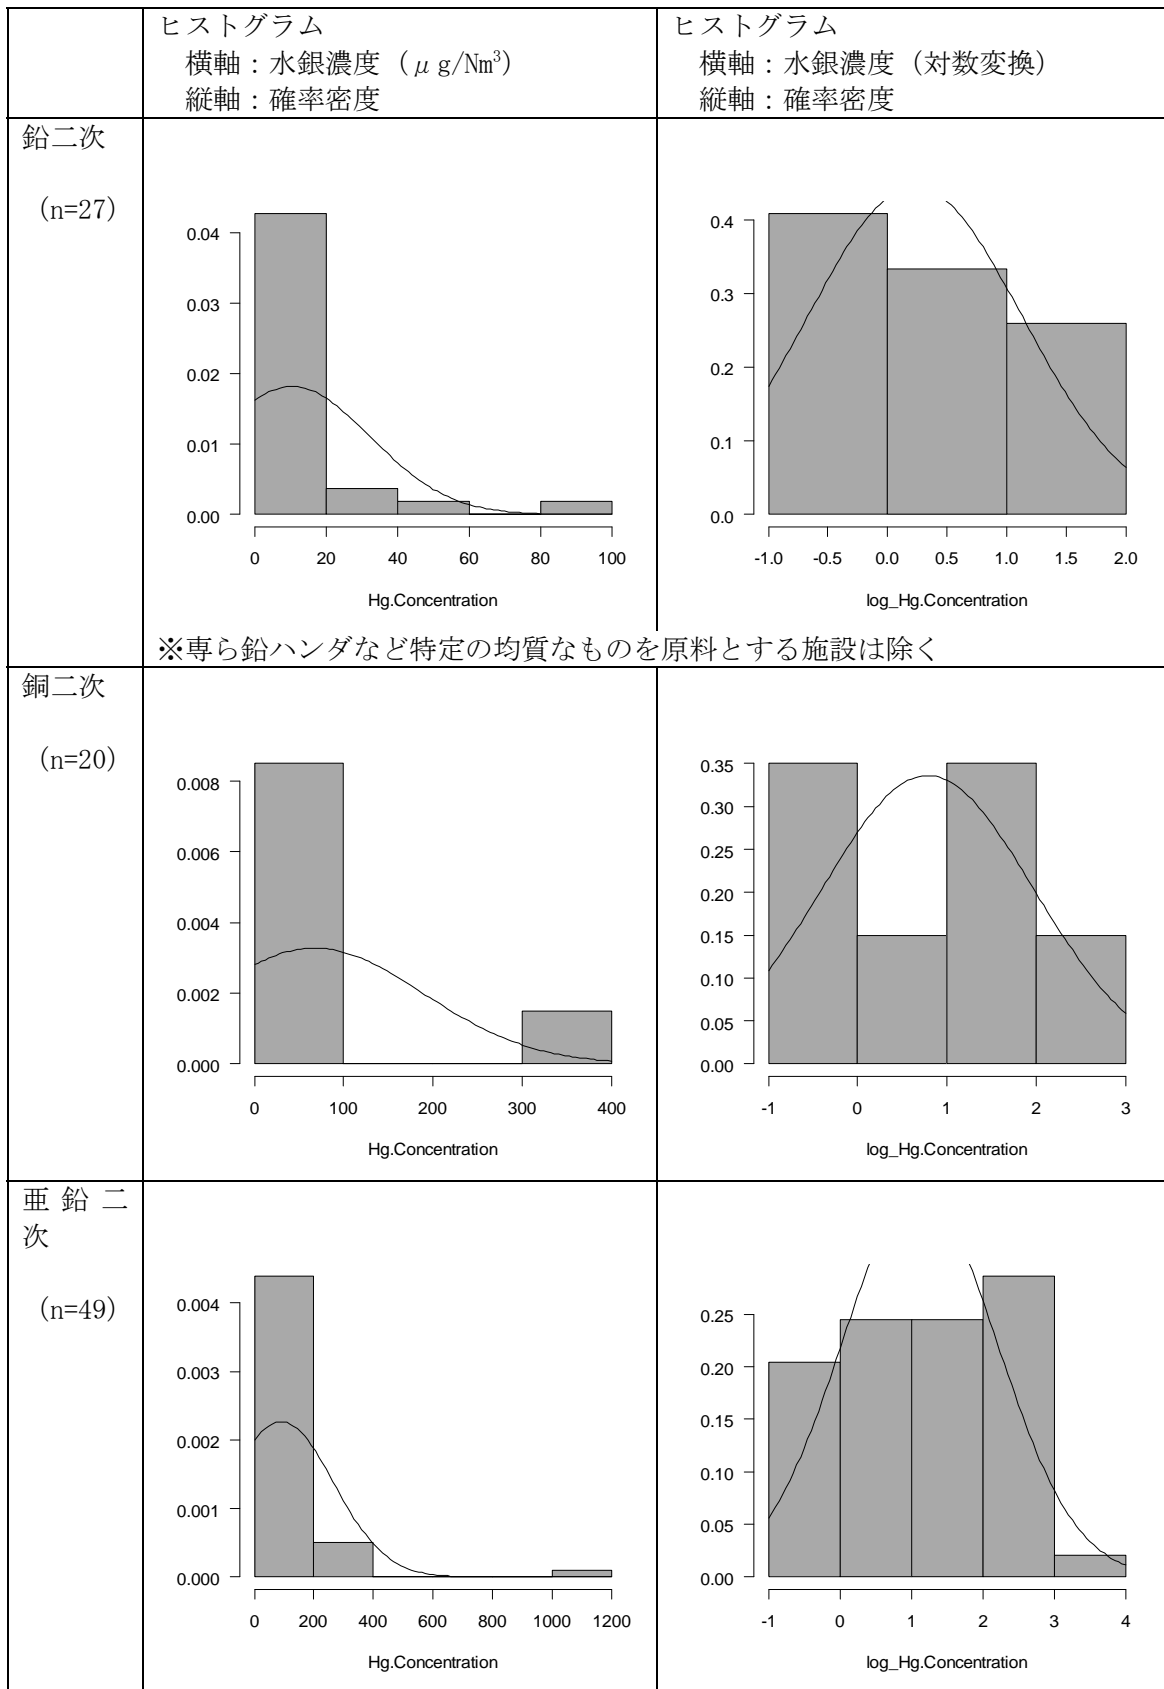 ヒストグラム
横軸：水銀濃度（μg/Nm³）
縦軸：確率密度
ヒストグラム
横軸：水銀濃度（対数変換）
縦軸：確率密度
鉛二次
(n=27)
0.04
0.03
0.02
0.01
0.00
0 20 40 60 80 100
Hg.Concentration
0.4
0.3
0.2
0.1
0.0
-1.0 -0.5 0.0 0.5 1.0 1.5 2.0
log_Hg.Concentration
※専ら鉛ハンダなど特定の均質なものを原料とする施設は除く
銅二次
(n=20)
0.008
0.006
0.004
0.002
0.000
0 100 200 300 400
Hg.Concentration
0.35
0.30
0.25
0.20
0.15
0.10
0.05
0.00
-1 0 1 2 3
log_Hg.Concentration
亜鉛二
次
(n=49)
0.004
0.003
0.002
0.001
0.000
0 200 400 600 800 1000 1200
Hg.Concentration
0.25
0.20
0.15
0.10
0.05
0.00
-1 0 1 2 3 4
log_Hg.Concentration